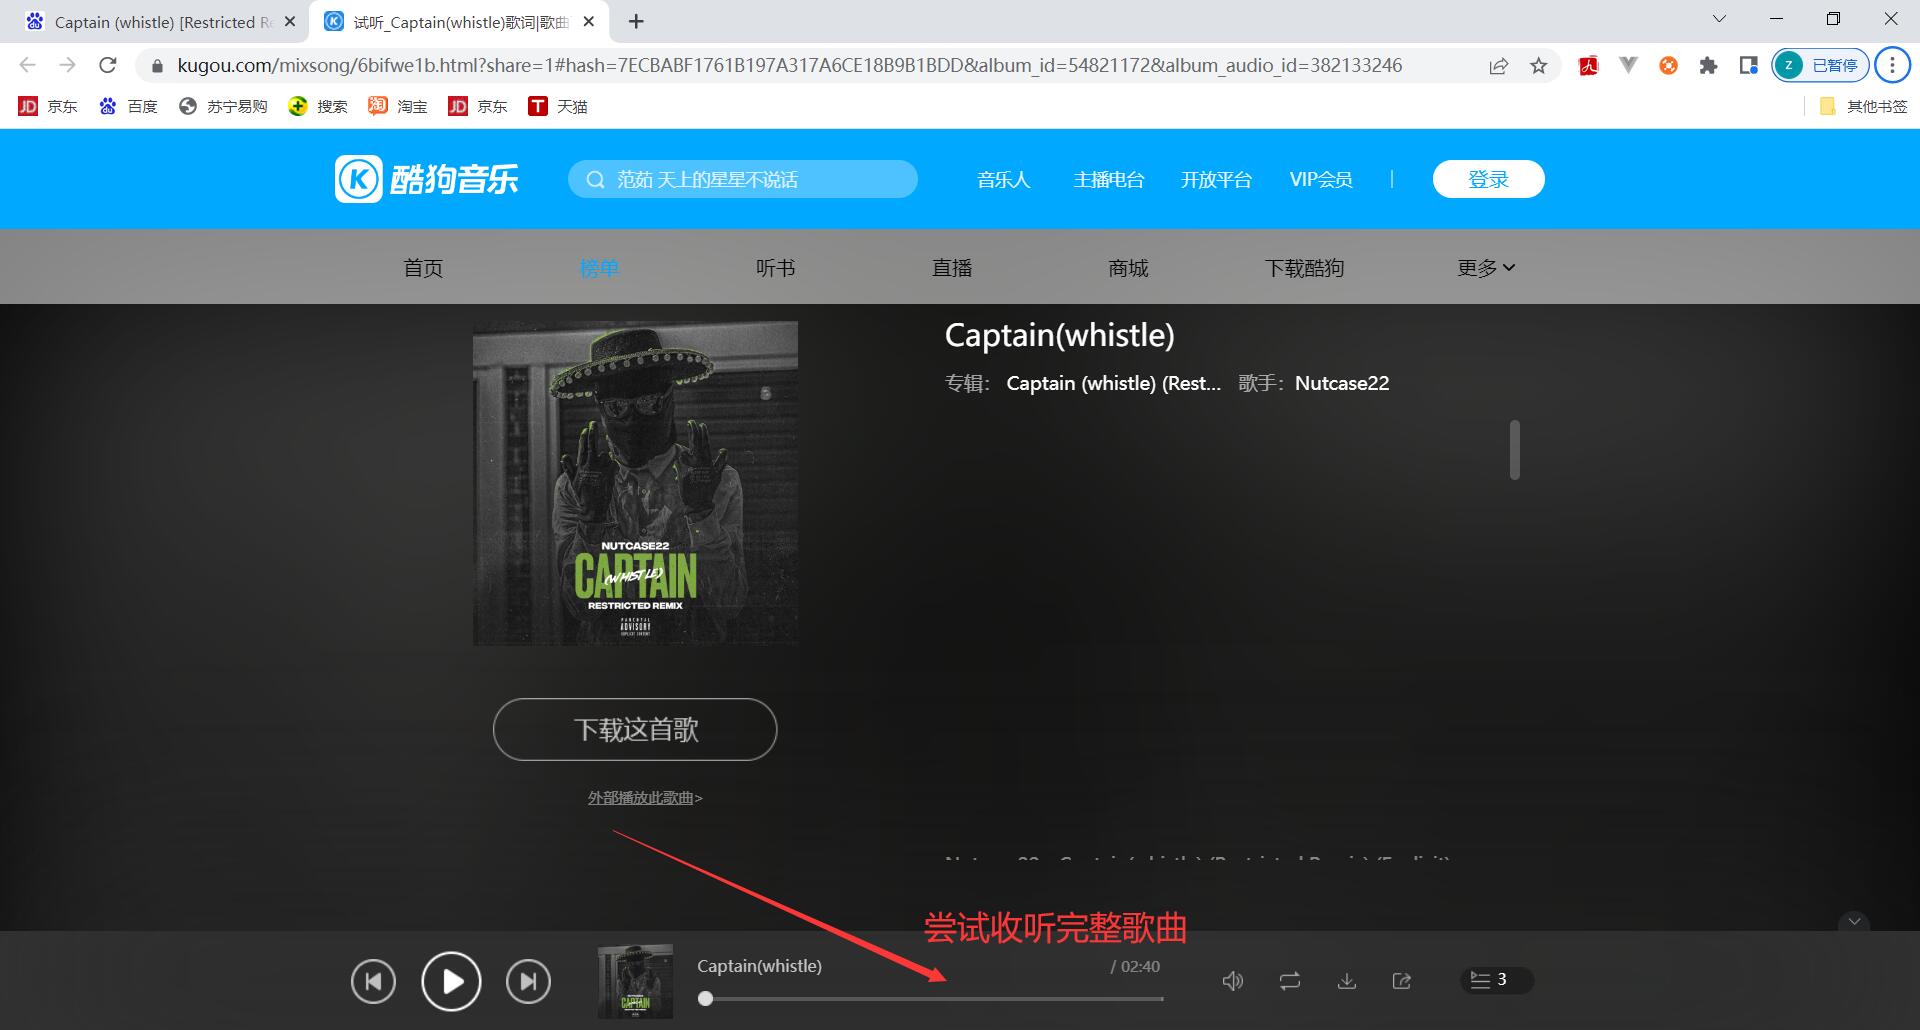 Captain (whistle) [Restricted Re
试听_Captain(whistle)歌词|歌曲
kugou.com/mixsong/6bifwe1b.html?share=1#hash=7ECBABF1761B197A317A6CE18B9B1BDD&album_id=54821172&album_audio_id=382133246
Z 已暂停
JD 京东 百度 苏宁易购 搜索 淘 淘宝 JD 京东 T 天猫 其他书签
K 酷狗音乐 范茹 天上的星星不说话 音乐人 主播电台 开放平台 VIP会员 | 登录
首页 榜单 听书 直播 商城 下载酷狗 更多
Captain(whistle)
专辑: Captain (whistle) (Rest... 歌手: Nutcase22
NUTCASE22
CAPTAIN
(WHISTLE)
RESTRICTED REMIX
PARENTAL
ADVISORY
EXPLICIT CONTENT
下载这首歌
外部播放此歌曲>
尝试收听完整歌曲
Captain(whistle) / 02:40
CAPTAIN
3